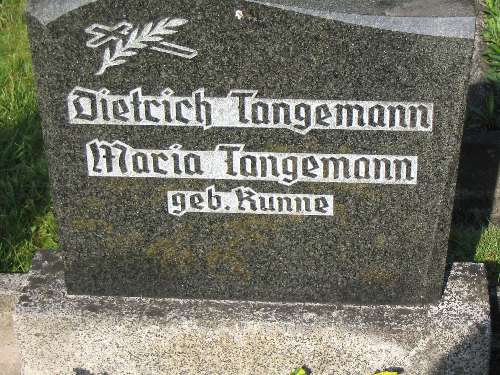 Dietrich Tangemann
Maria Tangemann
geb. Kunne